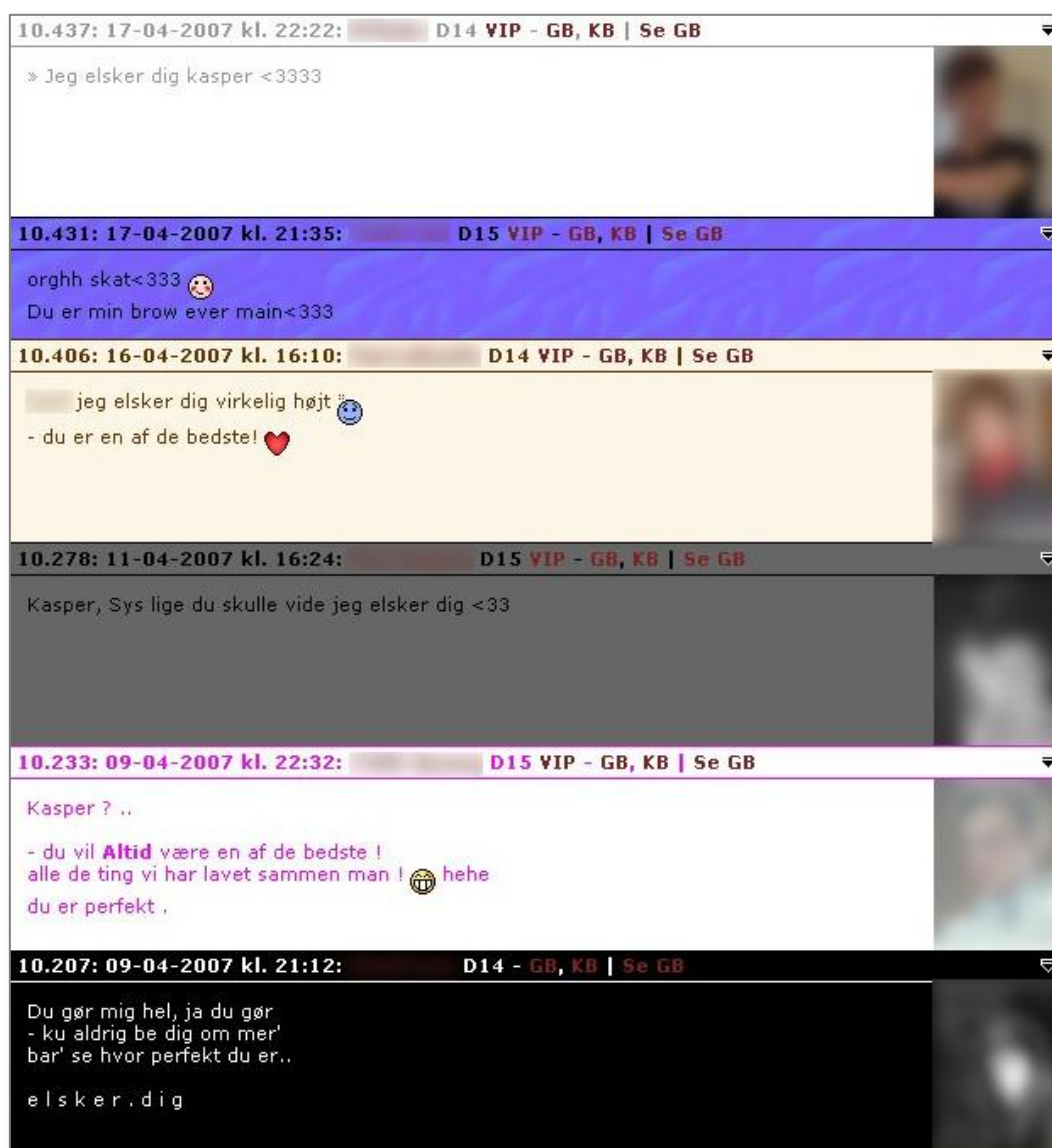 10.437: 17-04-2007 kl. 22:22: D14 VIP - GB, KB | Se GB
» Jeg elsker dig kasper <3333
10.431: 17-04-2007 kl. 21:35: D15 VIP - GB, KB | Se GB
orghh skat<333
Du er min brow ever main<333
10.406: 16-04-2007 kl. 16:10: D14 VIP - GB, KB | Se GB
jeg elsker dig virkelig højt
- du er en af de bedste!
10.278: 11-04-2007 kl. 16:24: D15 VIP - GB, KB | Se GB
Kasper, Sys lige du skulle vide jeg elsker dig <33
10.233: 09-04-2007 kl. 22:32: D15 VIP - GB, KB | Se GB
Kasper ? ..
- du vil Altid være en af de bedste !
alle de ting vi har lavet sammen man ! hehe
du er perfekt .
10.207: 09-04-2007 kl. 21:12: D14 - GB, KB | Se GB
Du gør mig hel, ja du gør
- ku aldrig be dig om mer'
bar' se hvor perfekt du er..
e l s k e r . d i g